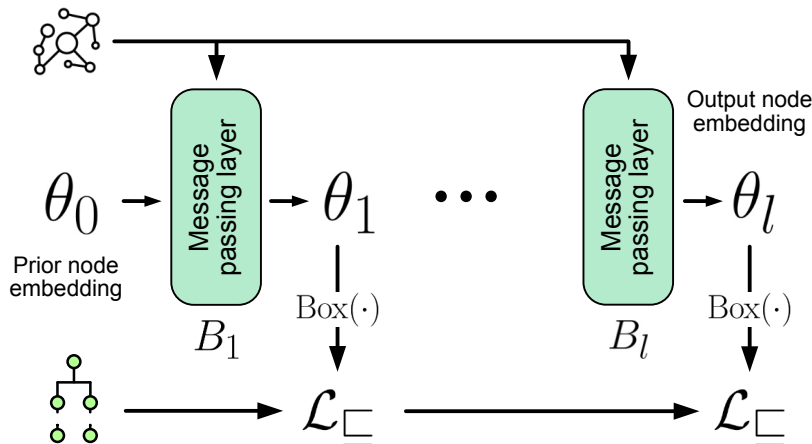 Output node
embedding
Message
passing layer
Message
passing layer
θ₀
θ₁
•••
θₗ
Prior node
embedding
Box(·)
Box(·)
B₁
Bₗ
ℒ⊑
ℒ⊑